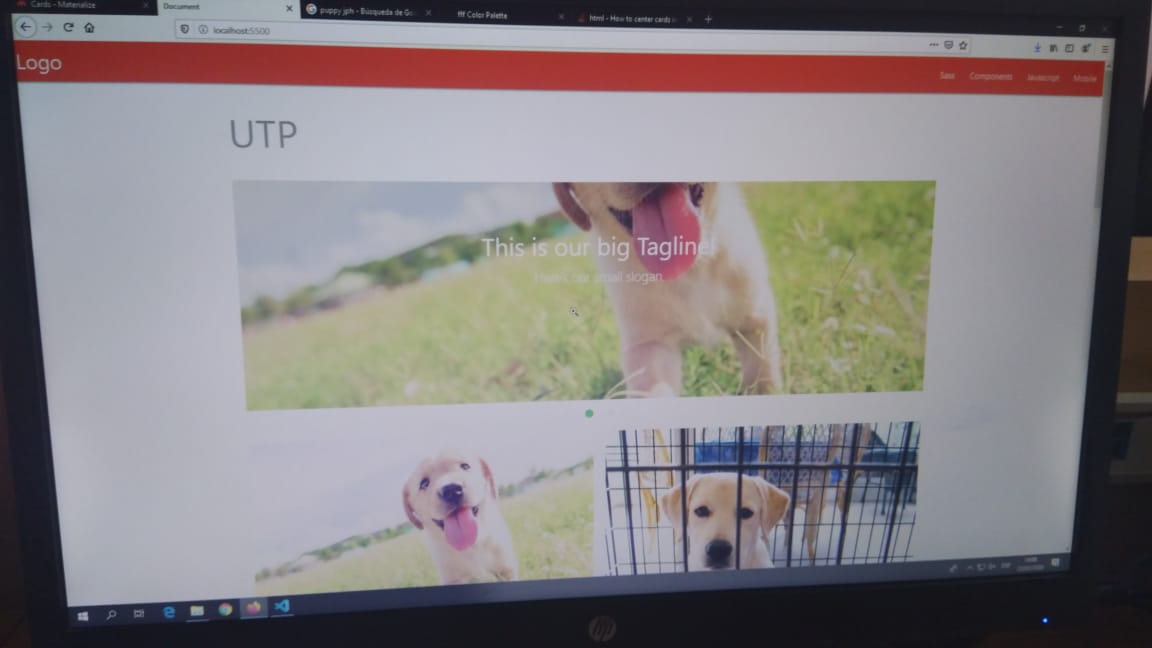 Cards - Materialize
Document
puppy jph - Búsqueda de Go
fff Color Palette
html - How to center cards
localhost:5500
Logo
Sass Components Javascript Mobile
UTP
This is our big Tagline!
Here's our small slogan.
hp